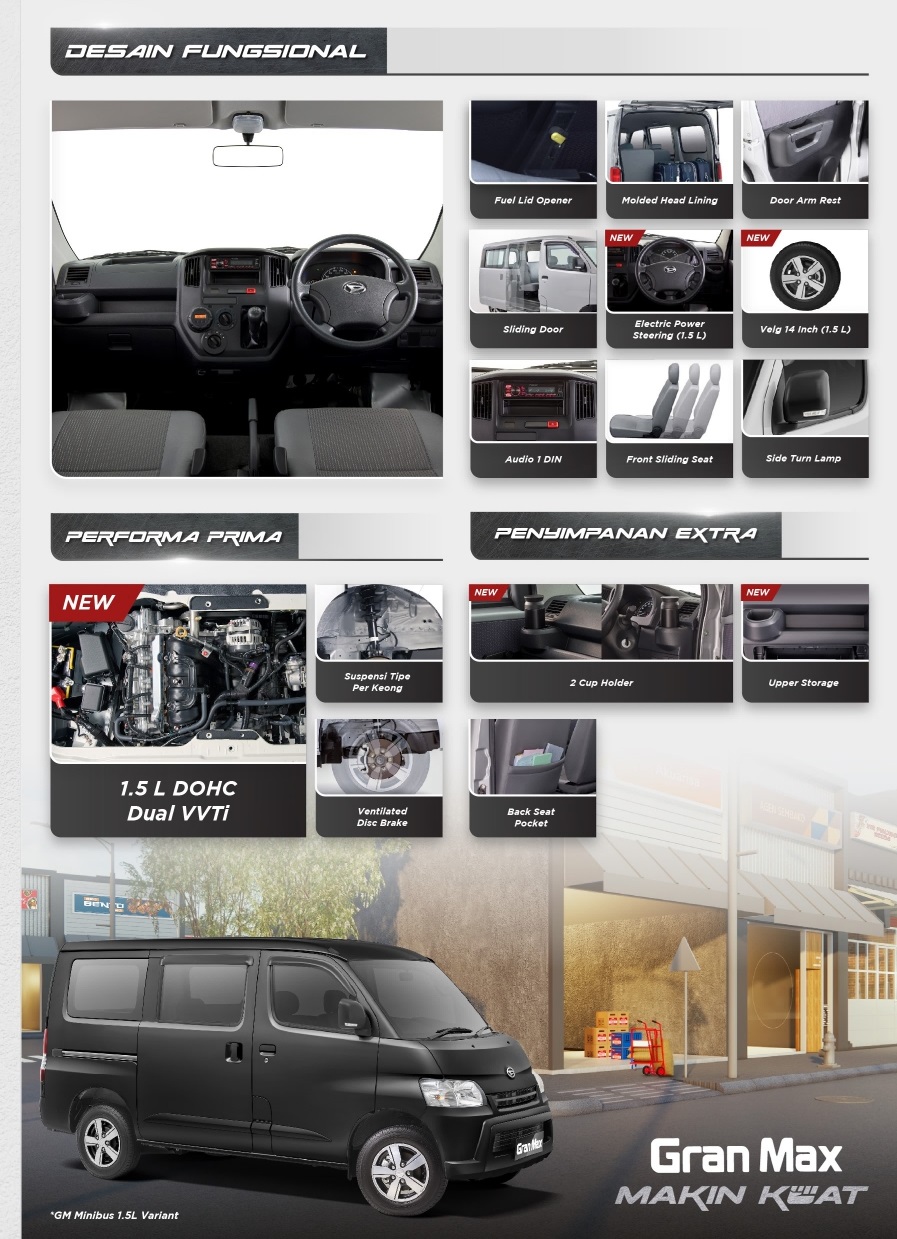 DESAIN FUNGSIONAL
Fuel Lid Opener
Molded Head Lining
Door Arm Rest
Sliding Door
NEW
Electric Power
Steering (1.5 L)
NEW
Velg 14 Inch (1.5 L)
Audio 1 DIN
Front Sliding Seat
Side Turn Lamp
PERFORMA PRIMA
NEW
1.5 L DOHC
Dual VVTi
Suspensi Tipe
Per Keong
Ventilated
Disc Brake
PENYIMPANAN EXTRA
NEW
2 Cup Holder
NEW
Upper Storage
Back Seat
Pocket
BENTO
Gran Max
Gran Max
MAKIN KUAT
*GM Minibus 1.5L Variant